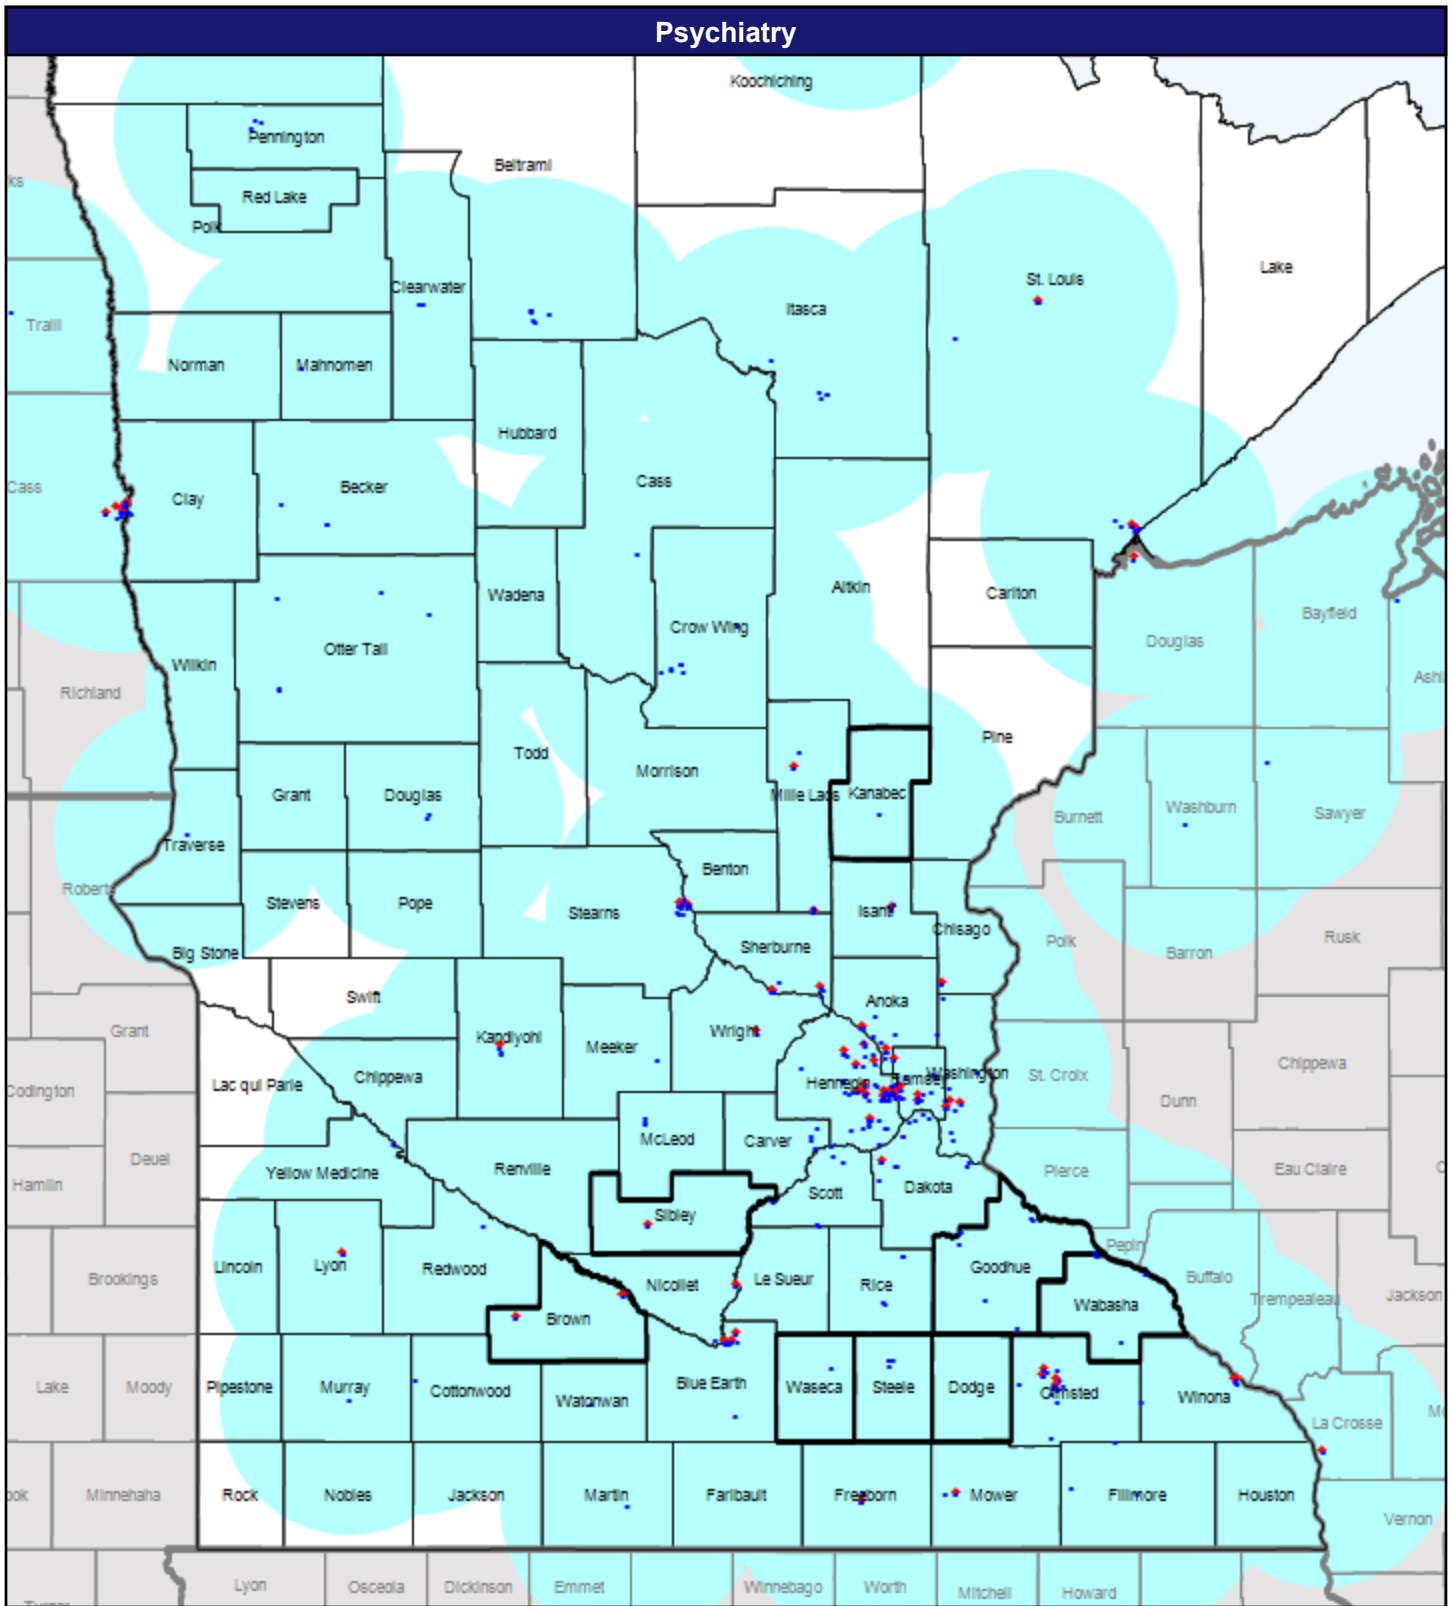 Psychiatry
Koochiching
Pennington
Beltrami
ks
Red Lake
Polk
Clearwater
St. Louis
Lake
Itasca
Traill
Norman
Mahnomen
Hubbard
Cass
Cass
Clay
Becker
Wadena
Aitkin
Carlton
Bayfield
Crow Wing
Douglas
Otter Tail
Wilkin
Ashl
Richland
Todd
Pine
Morrison
Grant
Douglas
Mille Lacs
Kanabec
Burnett
Washburn
Sawyer
Traverse
Benton
Roberts
Stevens
Pope
Stearns
Isanti
Chisago
Polk
Rusk
Big Stone
Sherburne
Barron
Swift
Anoka
Grant
Kandiyohi
Wright
Meeker
Chippewa
Codington
Lac qui Parle
Chippewa
Hennepin
Ramsey
Washington
St. Croix
Dunn
McLeod
Carver
Deuel
Yellow Medicine
Renville
Pierce
Eau Claire
C
Hamlin
Scott
Dakota
Sibley
Pepin
Brookings
Lincoln
Lyon
Redwood
Nicollet
Le Sueur
Rice
Goodhue
Buffalo
Trempealeau
Jackson
Brown
Wabasha
Lake
Moody
Pipestone
Murray
Cottonwood
Watonwan
Blue Earth
Waseca
Steele
Dodge
Olmsted
Winona
La Crosse
Mo
ook
Minnehaha
Rock
Nobles
Jackson
Martin
Faribault
Freeborn
Mower
Fillmore
Houston
Vernon
Lyon
Osceola
Dickinson
Emmet
Winnebago
Worth
Mitchell
Howard